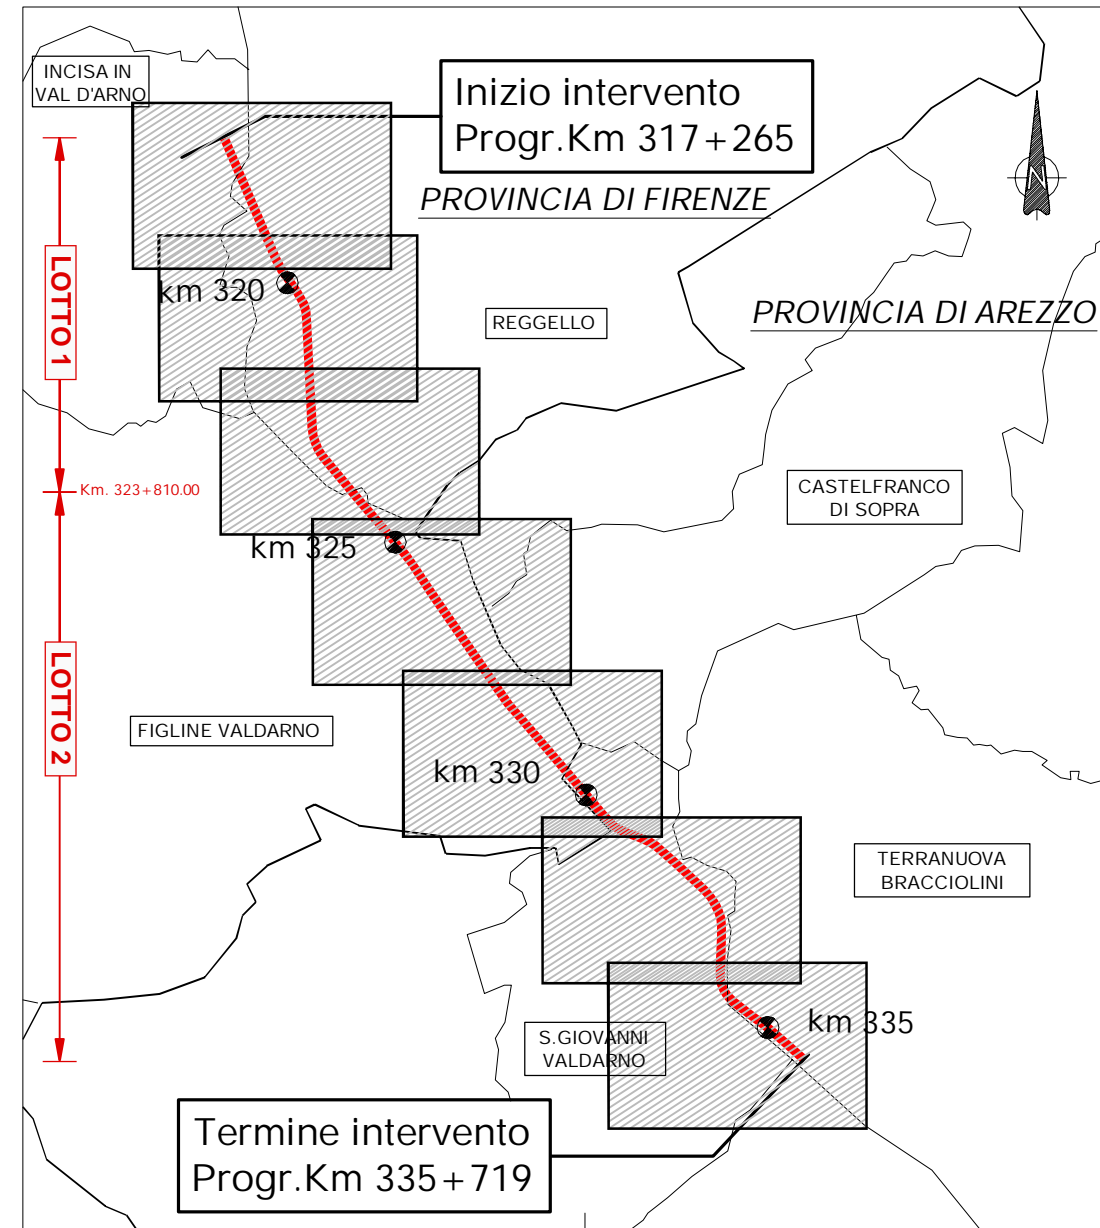 INCISA IN
VAL D'ARNO
Inizio intervento
Progr.Km 317+265
PROVINCIA DI FIRENZE
N
LOTTO 1
km 320
REGGELLO
PROVINCIA DI AREZZO
Km. 323+810.00
CASTELFRANCO
DI SOPRA
km 325
LOTTO 2
FIGLINE VALDARNO
km 330
TERRANUOVA
BRACCIOLINI
km 335
S.GIOVANNI
VALDARNO
Termine intervento
Progr.Km 335+719